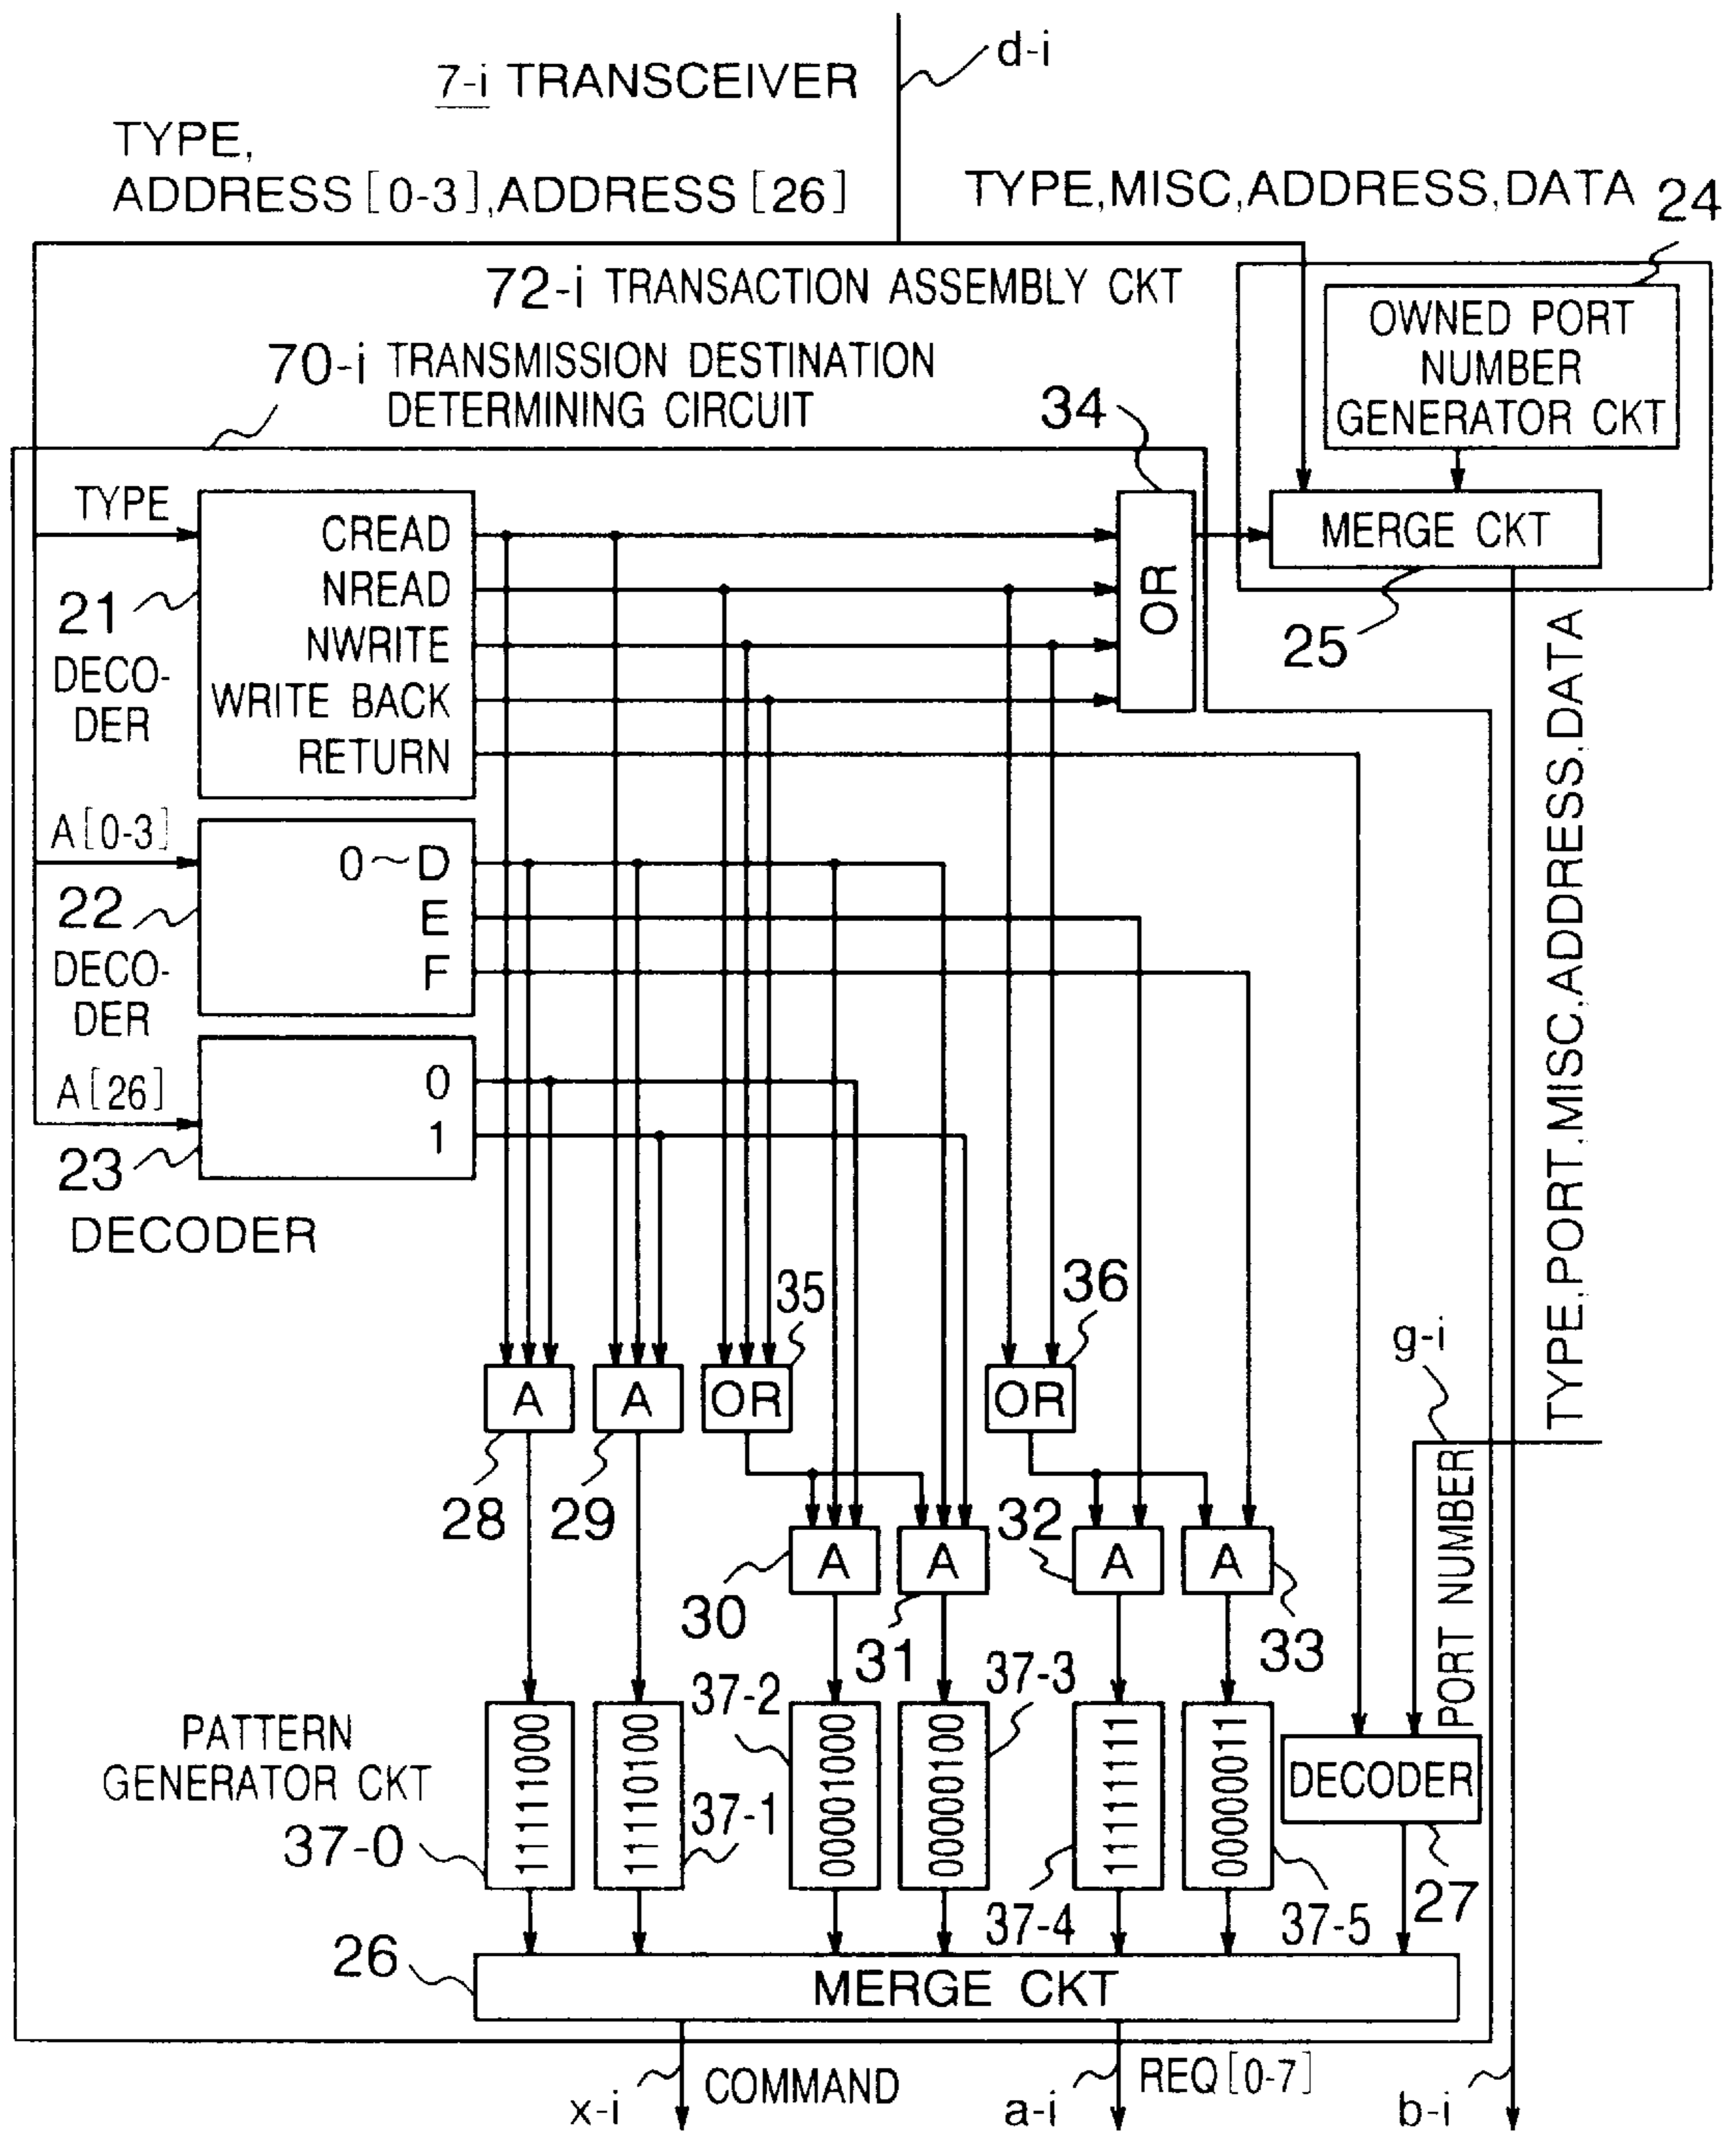 d-i
7-i TRANSCEIVER
TYPE,
ADDRESS[0-3],ADDRESS[26]
TYPE,MISC,ADDRESS,DATA
24
72-i TRANSACTION ASSEMBLY CKT
OWNED PORT
NUMBER
GENERATOR CKT
70-i TRANSMISSION DESTINATION
DETERMINING CIRCUIT
34
TYPE
CREAD
NREAD
NWRITE
WRITE BACK
RETURN
OR
MERGE CKT
21
DECO-
DER
25
TYPE,PORT,MISC,ADDRESS,DATA
A[0-3]
0~D
E
F
22
DECO-
DER
A[26]
0
1
23
DECODER
35
36
g-i
A
A
OR
OR
28
29
32
PORT NUMBER
A
A
A
A
30
31
33
37-2
37-3
PATTERN
GENERATOR CKT
37-0
11111000
11110100
37-1
00001000
00000100
11111111
00000011
DECODER
37-4
37-5
27
26
MERGE CKT
x-i
COMMAND
a-i
REQ[0-7]
b-i